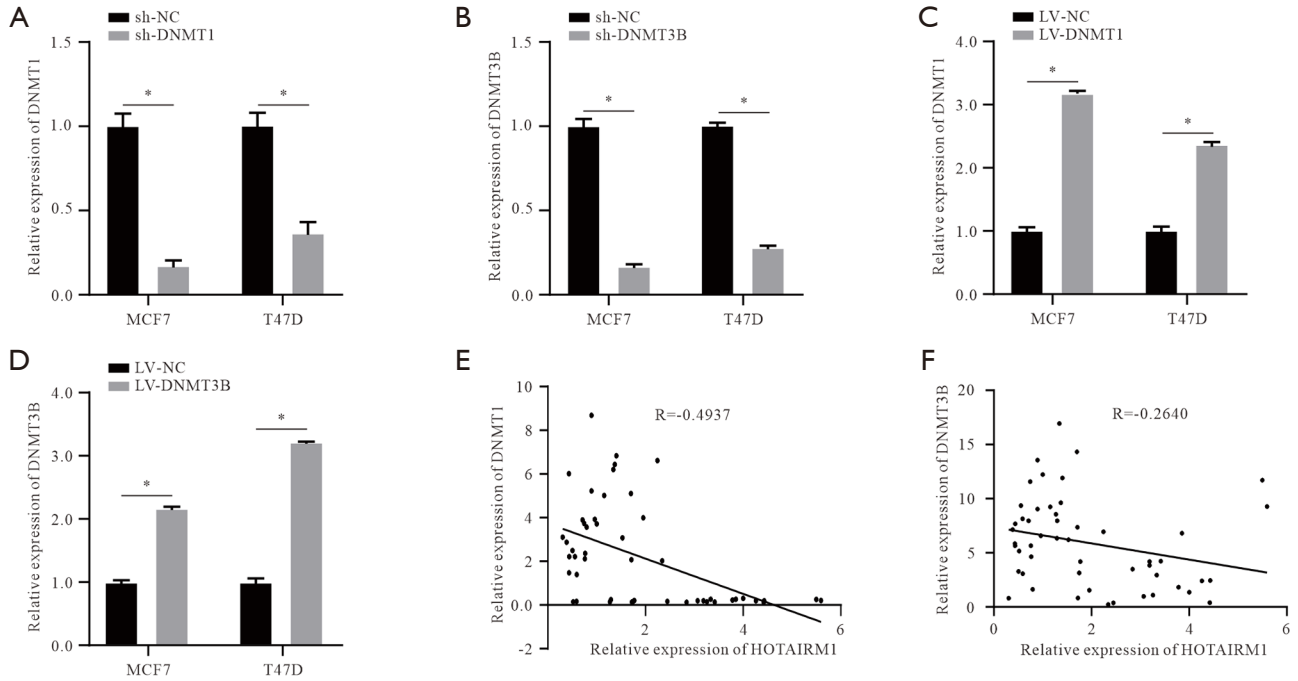 A
sh-NC
sh-DNMT1
Relative expression of DNMT1
1.5
1.0
0.5
0.0
*
*
MCF7
T47D
B
sh-NC
sh-DNMT3B
Relative expression of DNMT3B
1.5
1.0
0.5
0.0
*
*
MCF7
T47D
C
LV-NC
LV-DNMT1
Relative expression of DNMT1
4.0
3.0
2.0
1.0
0.0
*
*
MCF7
T47D
D
LV-NC
LV-DNMT3B
Relative expression of DNMT3B
4.0
3.0
2.0
1.0
0.0
*
*
MCF7
T47D
E
Relative expression of DNMT1
10
8
6
4
2
0.0
-2
R=-0.4937
2
4
6
Relative expression of HOTAIRM1
F
Relative expression of DNMT3B
20
15
10
5
0
R=-0.2640
0
2
4
6
Relative expression of HOTAIRM1